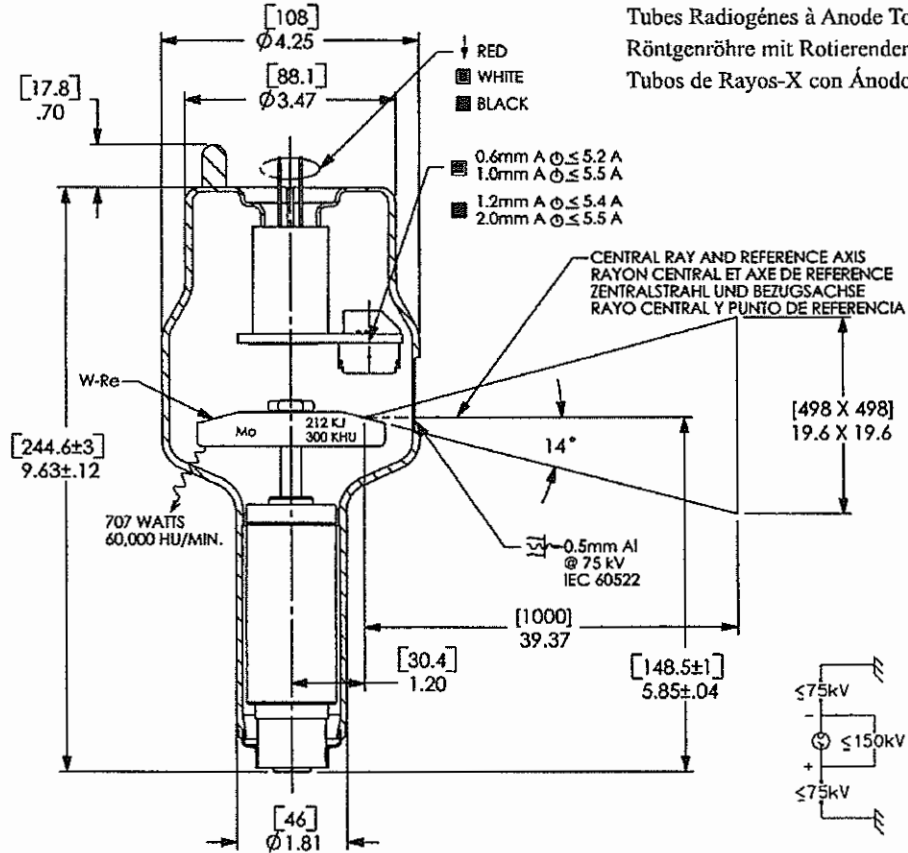 Tubes Radiogénes à Anode To
Röntgenröhre mit Rotierender
Tubos de Rayos-X con Ánodo
[108]
Ø4.25
[88.1]
Ø3.47
[17.8]
.70
RED
WHITE
BLACK
0.6mm A ≤ 5.2 A
1.0mm A ≤ 5.5 A
1.2mm A ≤ 5.4 A
2.0mm A ≤ 5.5 A
CENTRAL RAY AND REFERENCE AXIS
RAYON CENTRAL ET AXE DE REFERENCE
ZENTRALSTRAHL UND BEZUGSACHSE
RAYO CENTRAL Y PUNTO DE REFERENCIA
W-Re
Mo
212 KJ
300 KHU
[498 X 498]
19.6 X 19.6
14°
[244.6±3]
9.63±.12
707 WATTS
60,000 HU/MIN.
0.5mm Al
@ 75 kV
IEC 60522
[1000]
39.37
[30.4]
1.20
[148.5±1]
5.85±.04
≤75kV
-
≤150kV
+
≤75kV
[46]
Ø1.81